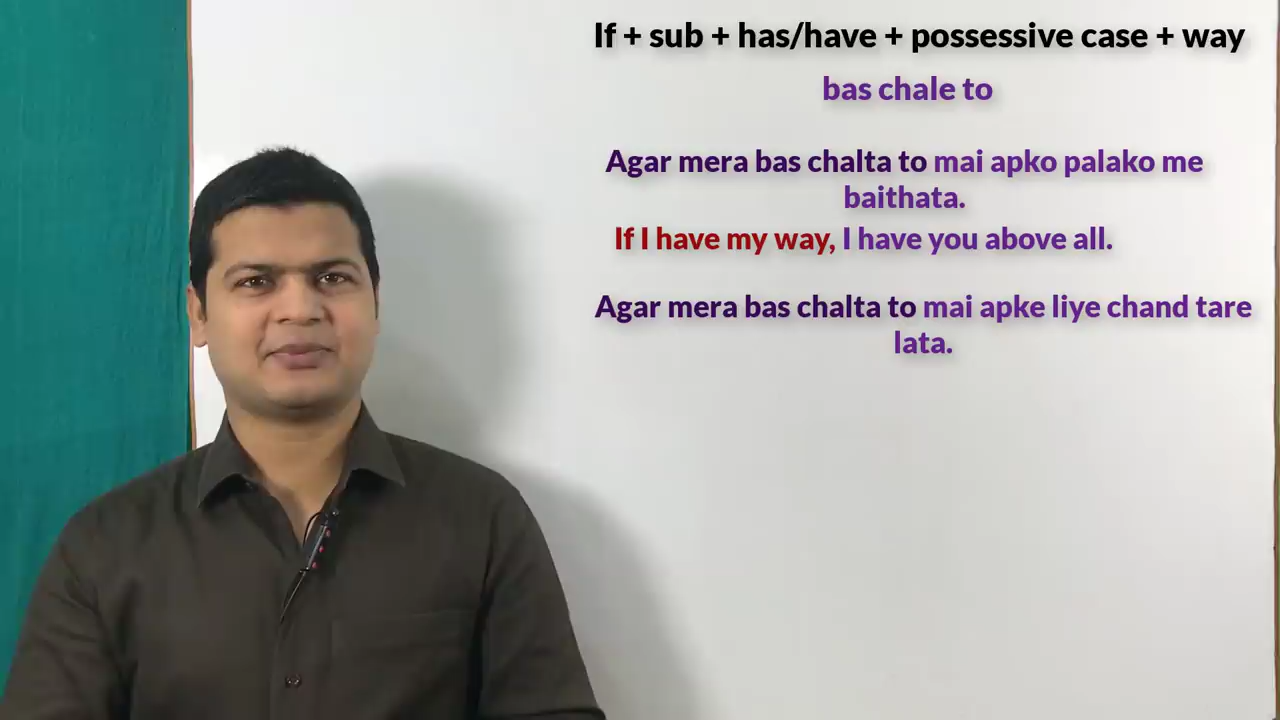 If + sub + has/have + possessive case + way
bas chale to
Agar mera bas chalta to mai apko palako me
baithata.
If I have my way, I have you above all.
Agar mera bas chalta to mai apke liye chand tare
lata.